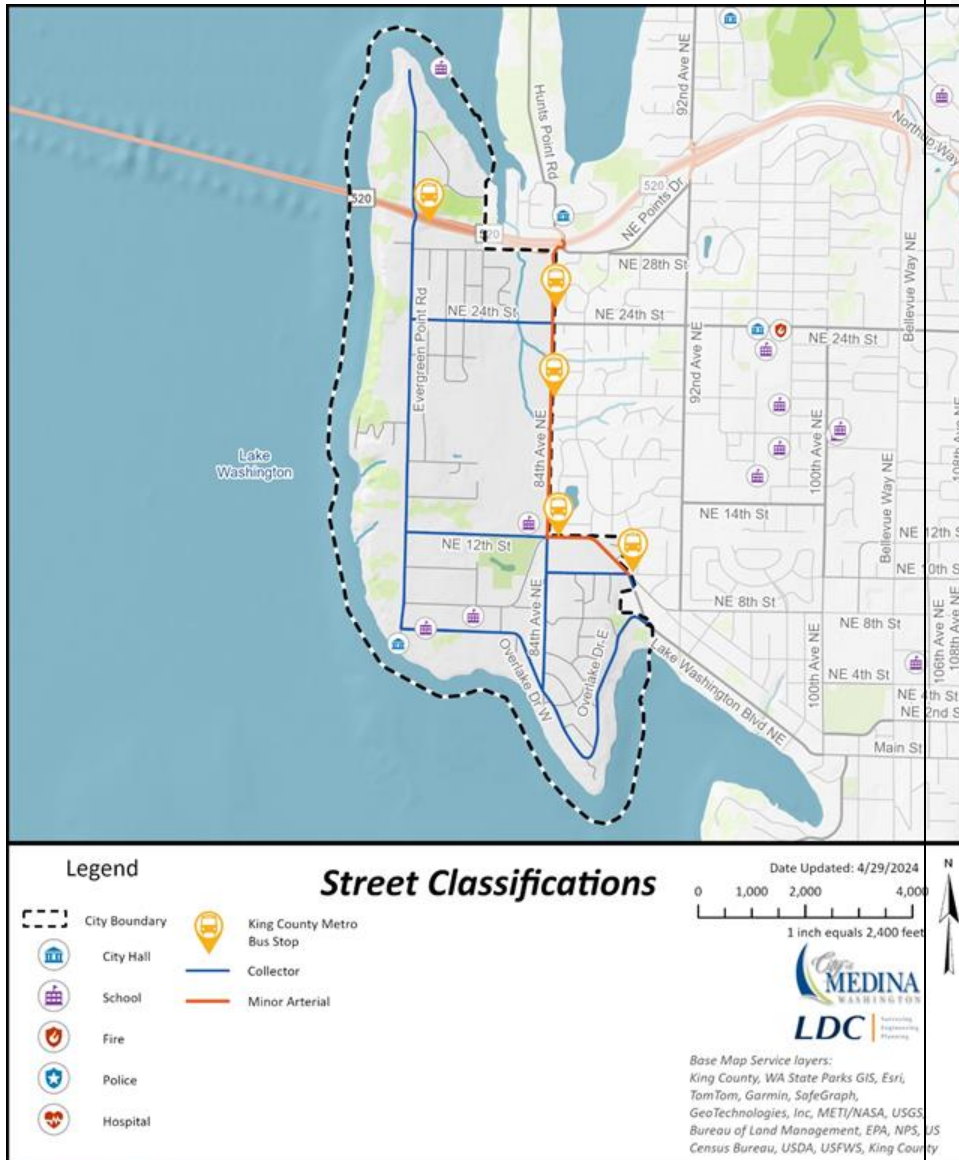 92nd Ave NE
Hunts Point Rd
Northup Way
520
520
520
NE Points Dr
NE 28th St
Bellevue Way NE
NE 24th St
NE 24th St
NE 24th St
Evergreen Point Rd
92nd Ave NE
84th Ave NE
100th Ave NE
108th Ave NE
Lake
Washington
NE 14th St
Bellevue Way NE
NE 12th S
NE 12th St
NE 10th S
NE 8th St
NE 8th St
84th Ave NE
Overlake Dr W
Overlake Dr E
Lake Washington Blvd NE
100th Ave NE
106th Ave NE
108th Ave NE
NE 4th St
NE 4th S
NE 2nd S
Main St
Legend
City Boundary
City Hall
School
Fire
Police
Hospital
King County Metro
Bus Stop
Collector
Minor Arterial
Street Classifications
Date Updated: 4/29/2024
N
0 1,000 2,000 4,000
1 inch equals 2,400 feet
City of
MEDINA
WASHINGTON
LDC
Surveying
Engineering
Planning
Base Map Service layers:
King County, WA State Parks GIS, Esri,
TomTom, Garmin, SafeGraph,
GeoTechnologies, Inc, METI/NASA, USGS,
Bureau of Land Management, EPA, NPS, US
Census Bureau, USDA, USFWS, King County